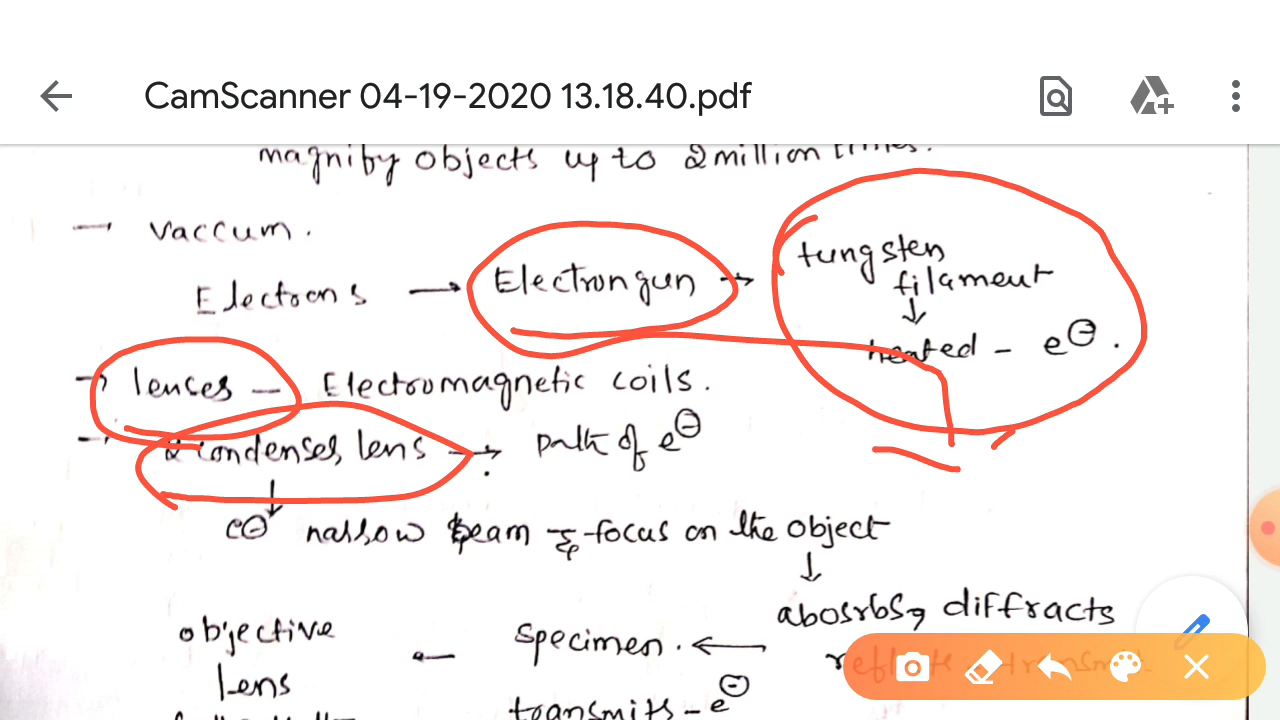 CamScanner 04-19-2020 13.18.40.pdf
magnify objects up to 2 million times.
→ vaccum.
Electrons → Electron gun → tungsten
filament
↓
heated - e⊖.
→ lenses - Electromagnetic coils.
→ 2 condenser lens → path of e⊖
↓
e⊖ narrow beam & focus on the object
↓
abosrbs, diffracts
objective ← specimen. ←
lens
transmits - e⊖